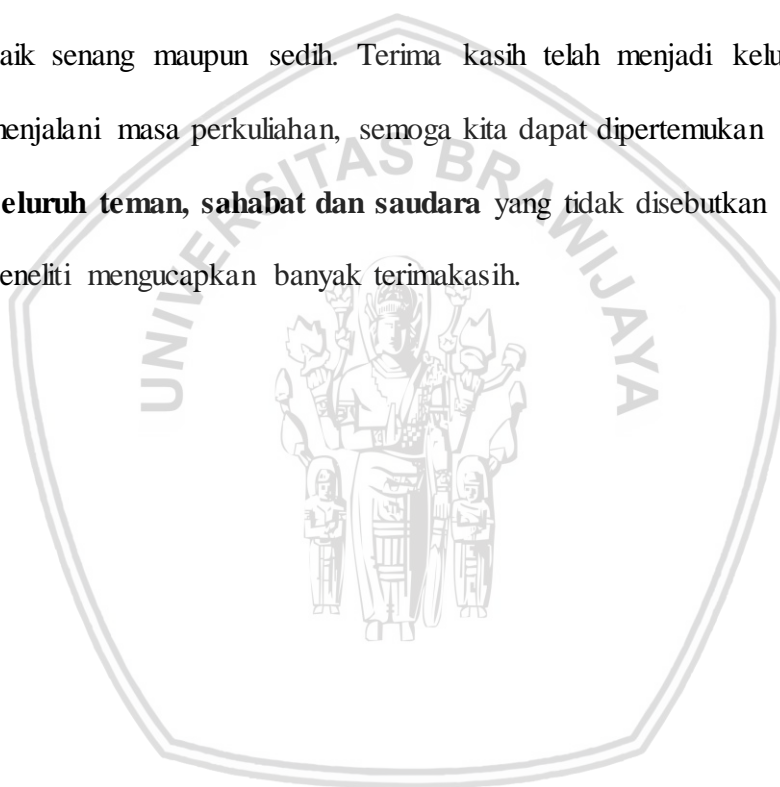 aik senang maupun sedih. Terima kasih telah menjadi kelu
enjalani masa perkuliahan, semoga kita dapat dipertemukan
eluruh teman, sahabat dan saudara yang tidak disebutkan
eneliti mengucapkan banyak terimakasih.
UNIVERSITAS BRAWIJAYA